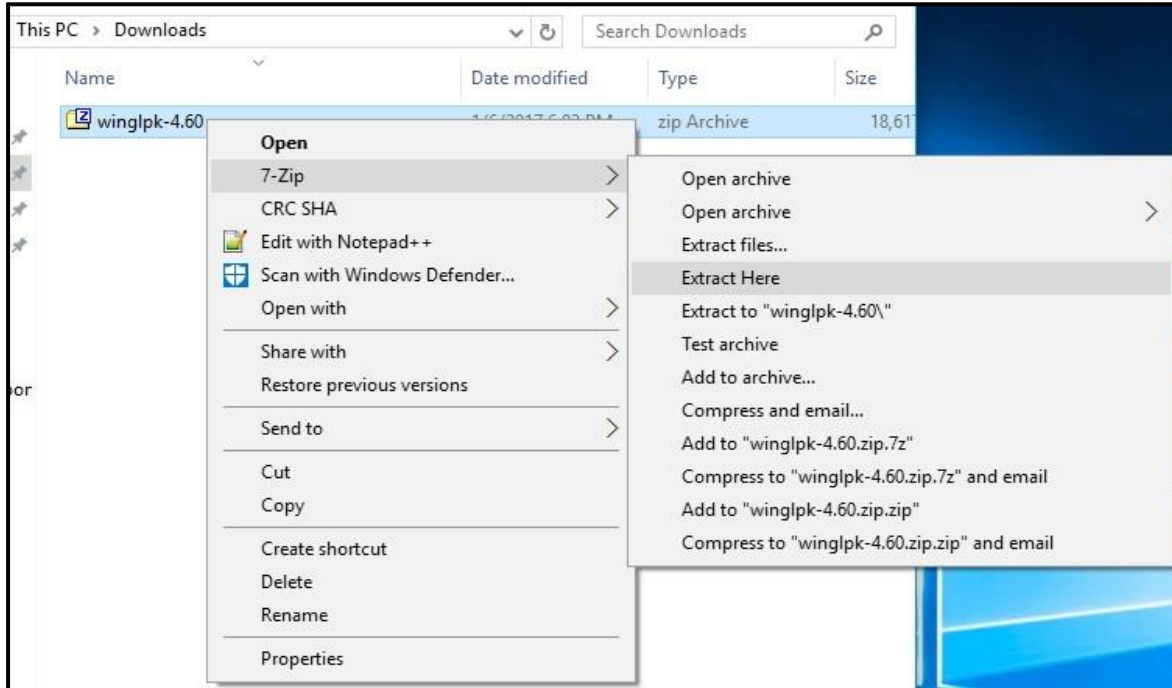 This PC > Downloads
Search Downloads
Name
Date modified
Type
Size
winglpk-4.60
zip Archive
18,61
Open
7-Zip
CRC SHA
Edit with Notepad++
Scan with Windows Defender...
Open with
Share with
Restore previous versions
Send to
Cut
Copy
Create shortcut
Delete
Rename
Properties
Open archive
Open archive
Extract files...
Extract Here
Extract to "winglpk-4.60\"
Test archive
Add to archive...
Compress and email...
Add to "winglpk-4.60.zip.7z"
Compress to "winglpk-4.60.zip.7z" and email
Add to "winglpk-4.60.zip.zip"
Compress to "winglpk-4.60.zip.zip" and email